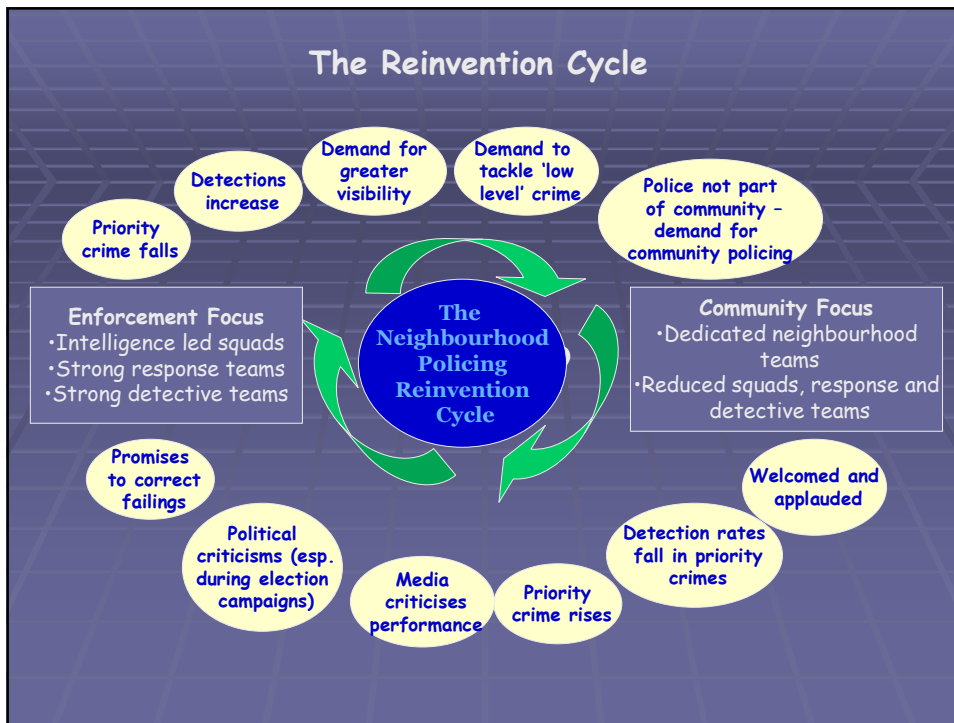 The Reinvention Cycle
Priority
crime falls
Detections
increase
Demand for
greater
visibility
Demand to
tackle ‘low
level’ crime
Police not part
of community –
demand for
community policing
Enforcement Focus
•Intelligence led squads
•Strong response teams
•Strong detective teams
The
Neighbourhood
Policing
Reinvention
Cycle
Community Focus
•Dedicated neighbourhood
teams
•Reduced squads, response and
detective teams
Welcomed and
applauded
Detection rates
fall in priority
crimes
Priority
crime rises
Media
criticises
performance
Political
criticisms (esp.
during election
campaigns)
Promises
to correct
failings